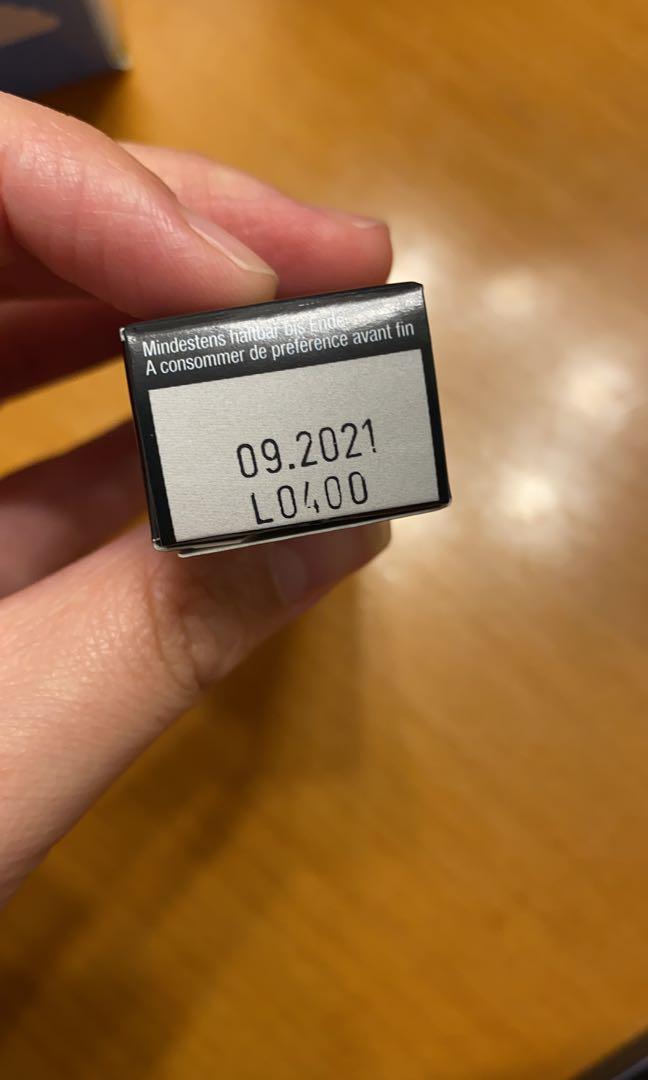 Mindestens haltbar bis Ende:
A consommer de préférence avant fin
09.2021
L0400